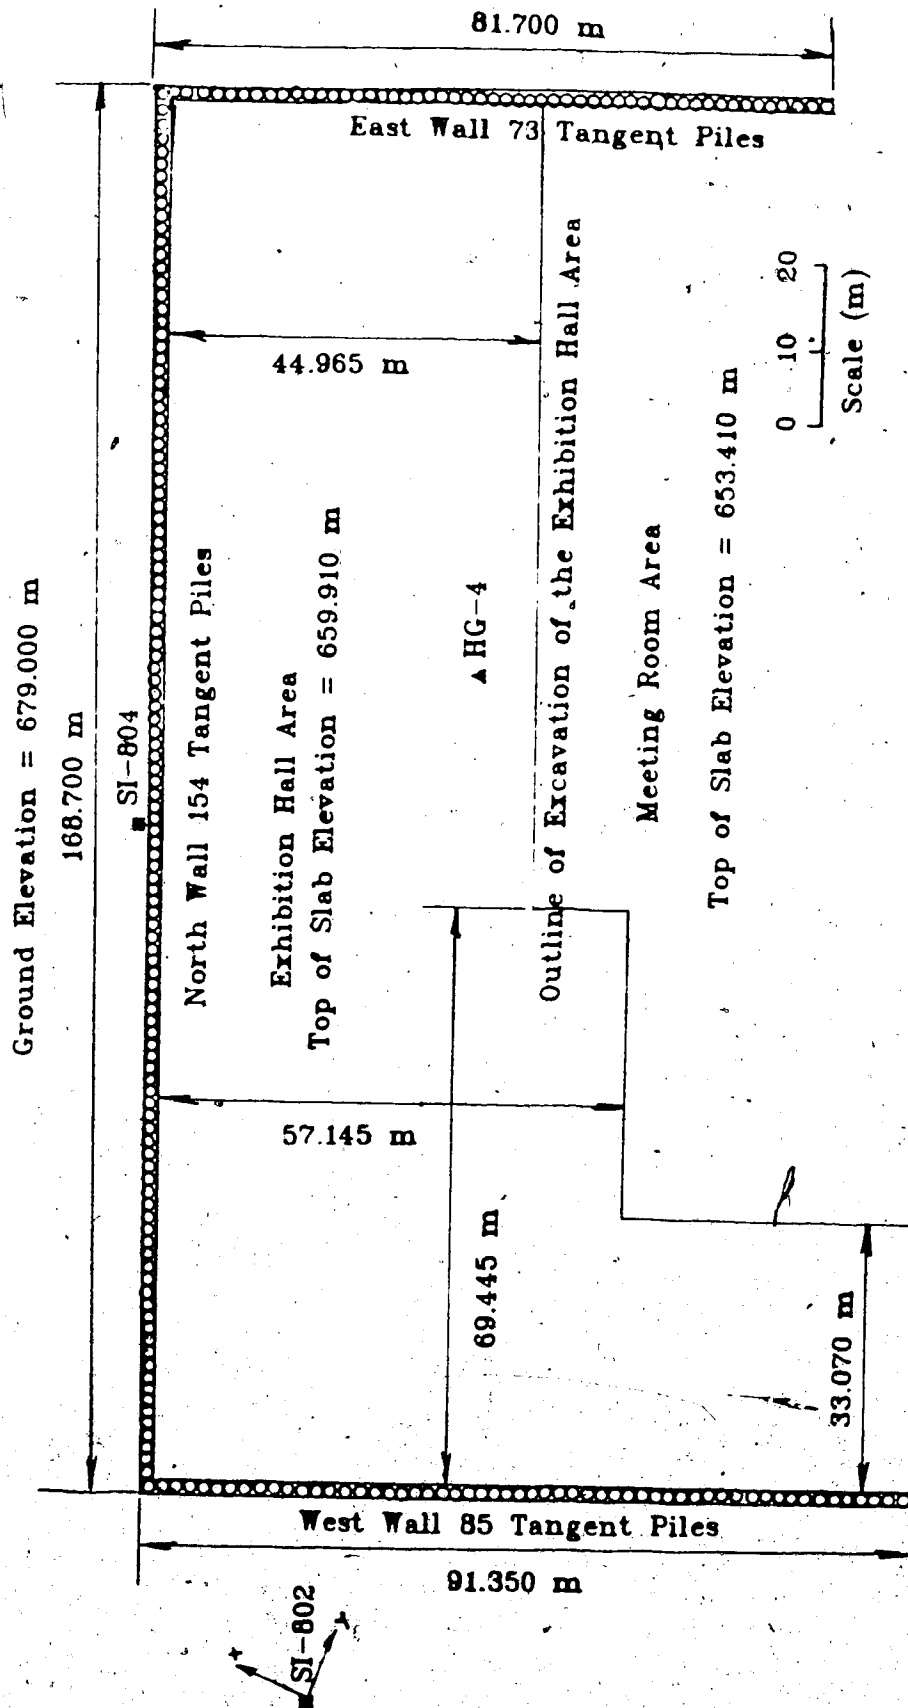 81.700 m
East Wall 73 Tangent Piles
44.965 m
Ground Elevation = 679.000 m
168.700 m
SI-804
North Wall 154 Tangent Piles
Exhibition Hall Area
Top of Slab Elevation = 659.910 m
▲ HG-4
Outline of Excavation of the Exhibition Hall Area
Meeting Room Area
Top of Slab Elevation = 653.410 m
0 10 20
Scale (m)
57.145 m
69.445 m
33.070 m
West Wall 85 Tangent Piles
91.350 m
SI-802
+
+